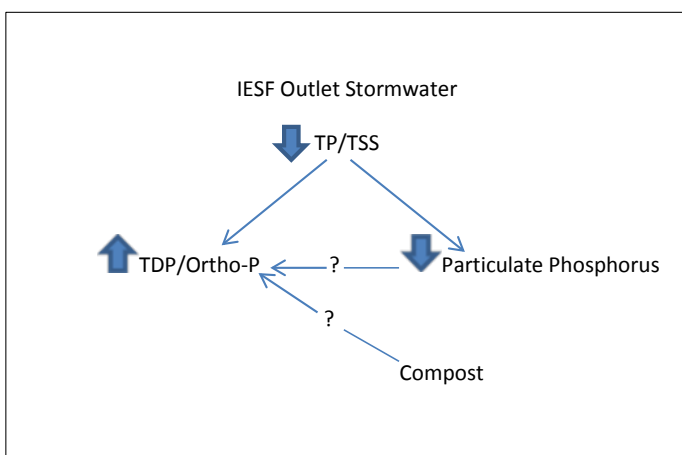 IESF Outlet Stormwater
TP/TSS
TDP/Ortho-P
?
Particulate Phosphorus
?
Compost